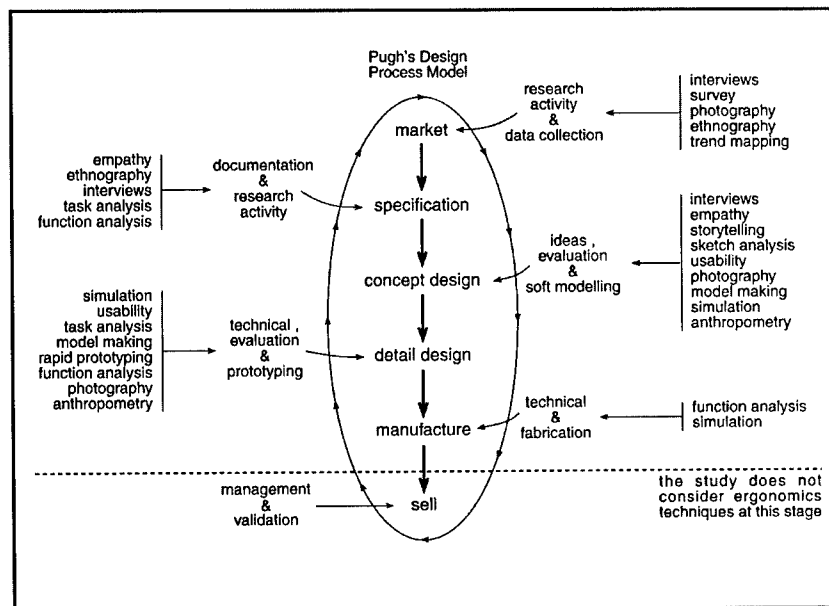 Pugh's Design
Process Model
market
research
activity
&
data collection
interviews
survey
photography
ethnography
trend mapping
empathy
ethnography
interviews
task analysis
function analysis
documentation
&
research
activity
specification
interviews
empathy
storytelling
sketch analysis
usability
photography
model making
simulation
anthropometry
ideas ,
evaluation
&
soft modelling
concept design
simulation
usability
task analysis
model making
rapid prototyping
function analysis
photography
anthropometry
technical ,
evaluation
&
prototyping
detail design
manufacture
technical
&
fabrication
function analysis
simulation
management
&
validation
sell
the study does not
consider ergonomics
techniques at this stage